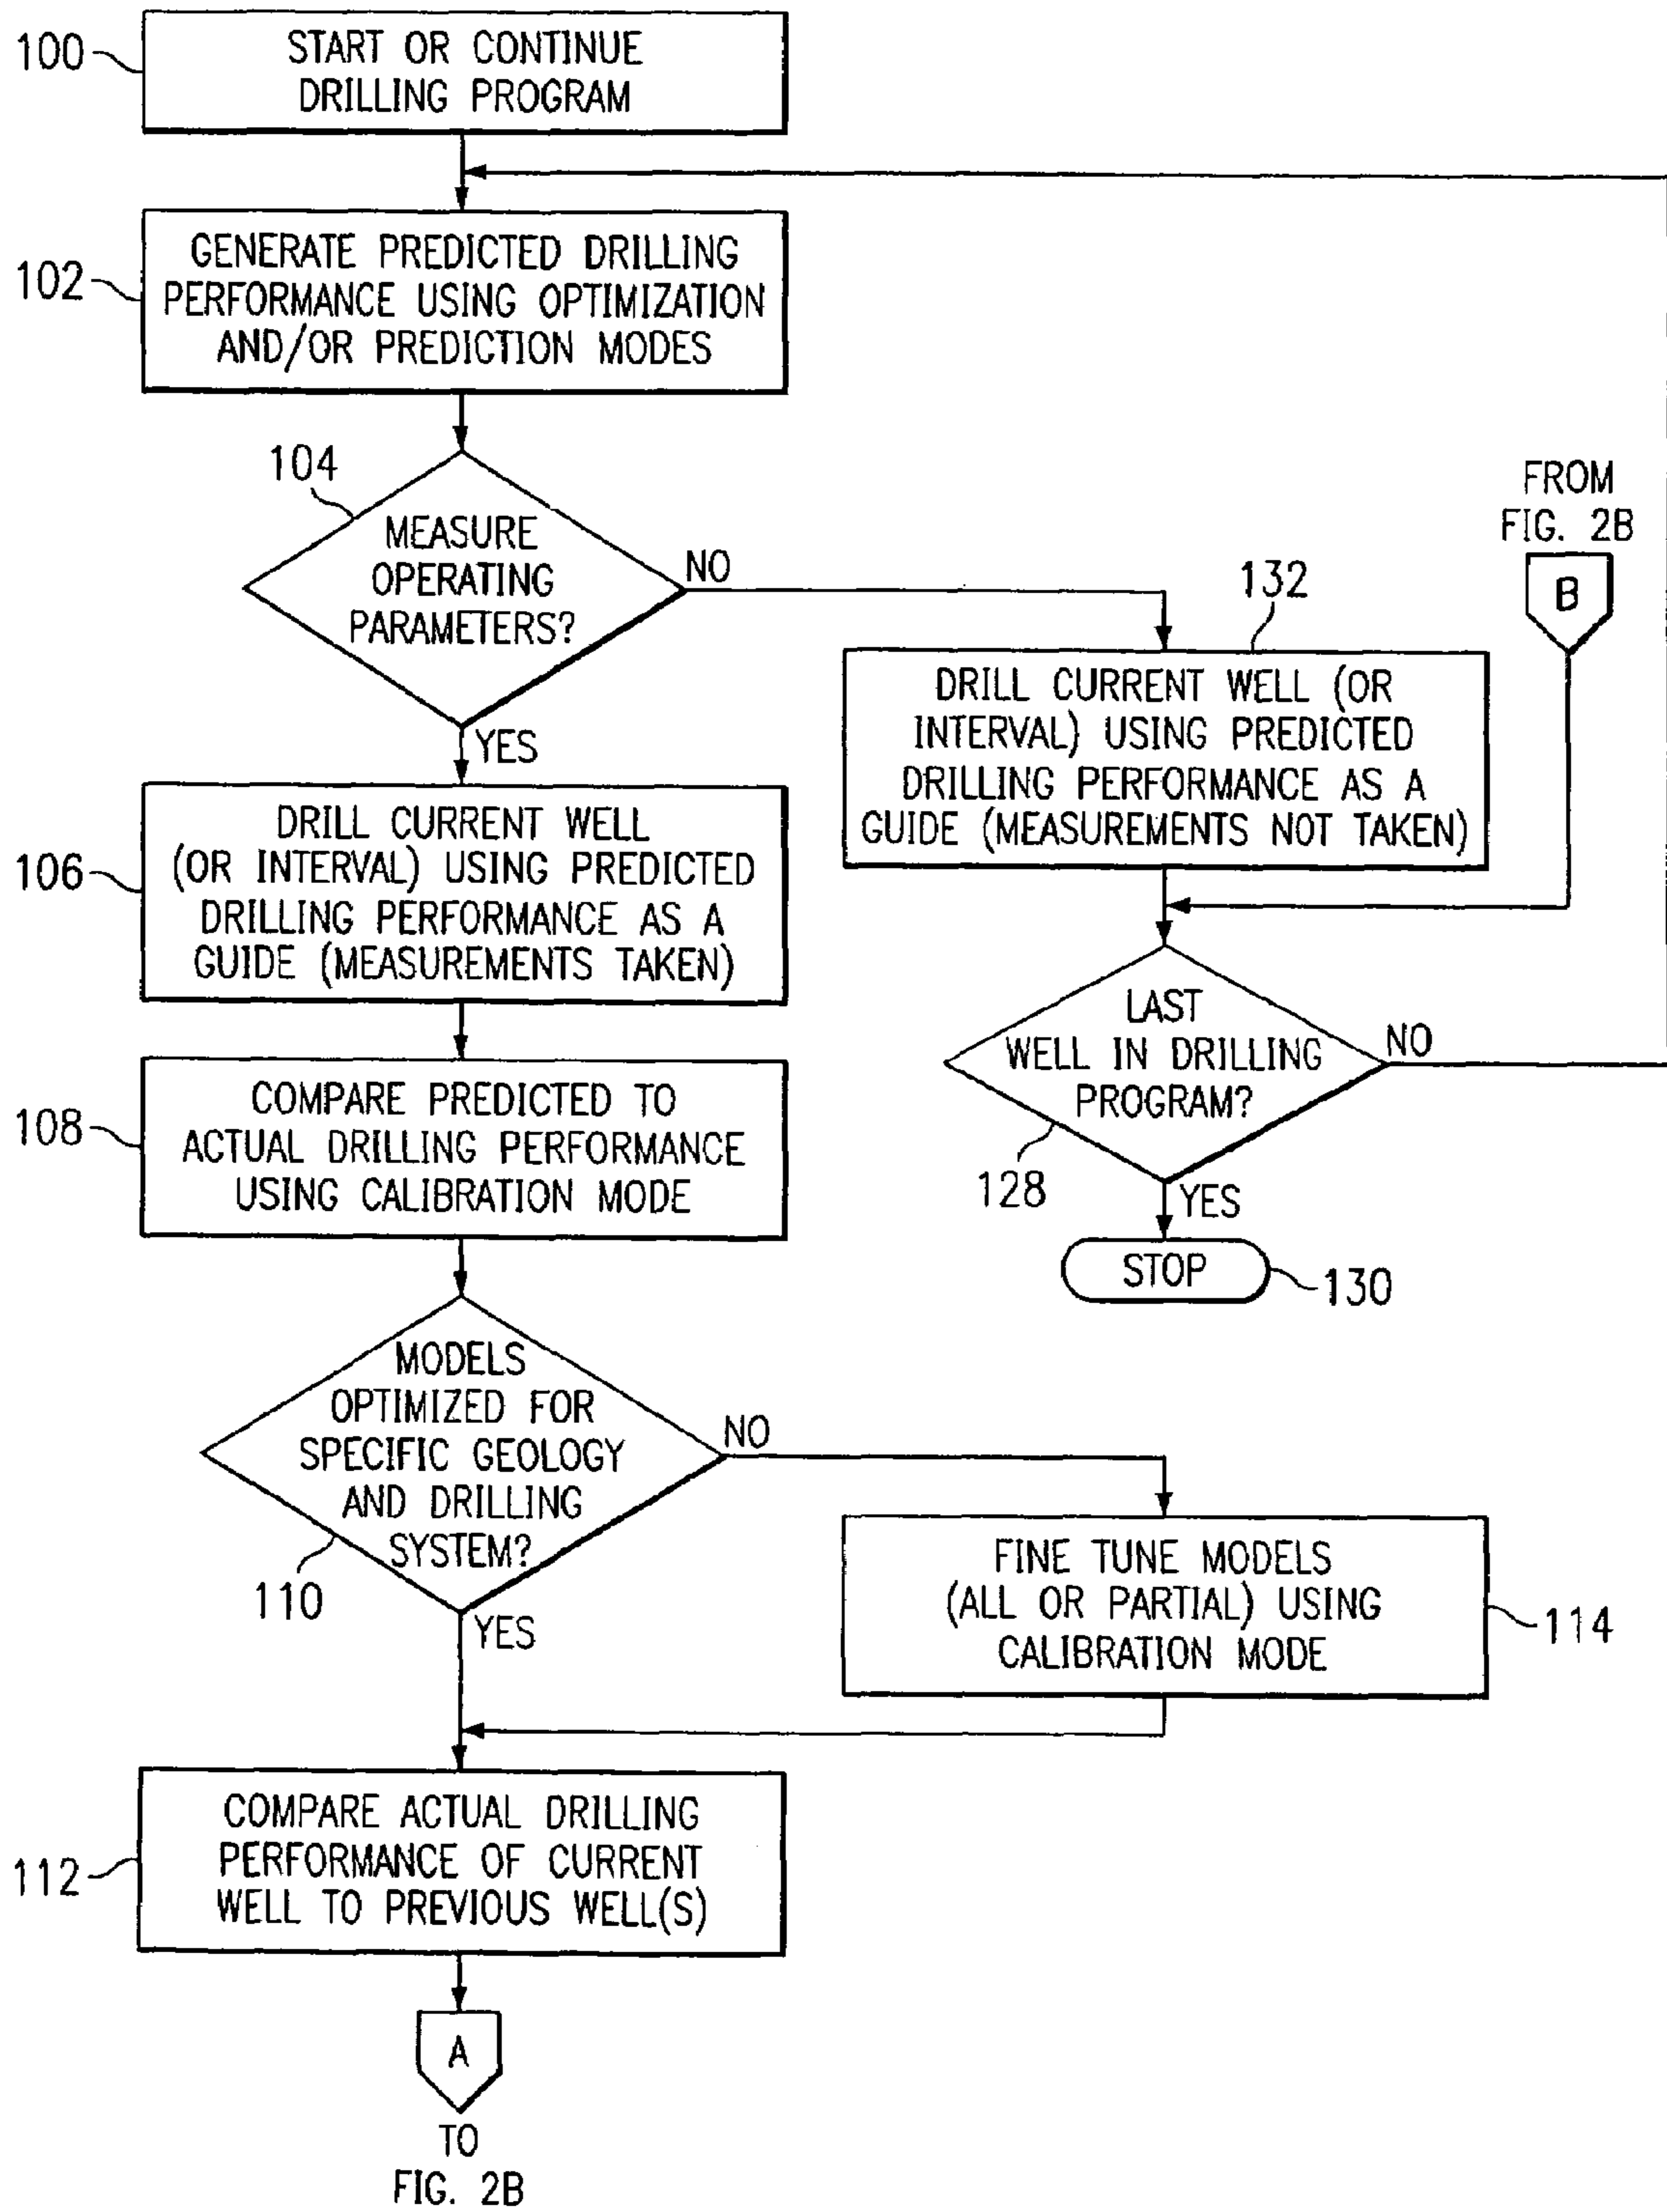 100
START OR CONTINUE
DRILLING PROGRAM
102
GENERATE PREDICTED DRILLING
PERFORMANCE USING OPTIMIZATION
AND/OR PREDICTION MODES
104
MEASURE
OPERATING
PARAMETERS?
NO
YES
FROM
FIG. 2B
B
132
DRILL CURRENT WELL (OR
INTERVAL) USING PREDICTED
DRILLING PERFORMANCE AS A
GUIDE (MEASUREMENTS NOT TAKEN)
106
DRILL CURRENT WELL
(OR INTERVAL) USING PREDICTED
DRILLING PERFORMANCE AS A
GUIDE (MEASUREMENTS TAKEN)
LAST
WELL IN DRILLING
PROGRAM?
NO
128
YES
STOP
130
108
COMPARE PREDICTED TO
ACTUAL DRILLING PERFORMANCE
USING CALIBRATION MODE
MODELS
OPTIMIZED FOR
SPECIFIC GEOLOGY
AND DRILLING
SYSTEM?
NO
110
YES
FINE TUNE MODELS
(ALL OR PARTIAL) USING
CALIBRATION MODE
114
112
COMPARE ACTUAL DRILLING
PERFORMANCE OF CURRENT
WELL TO PREVIOUS WELL(S)
A
TO
FIG. 2B